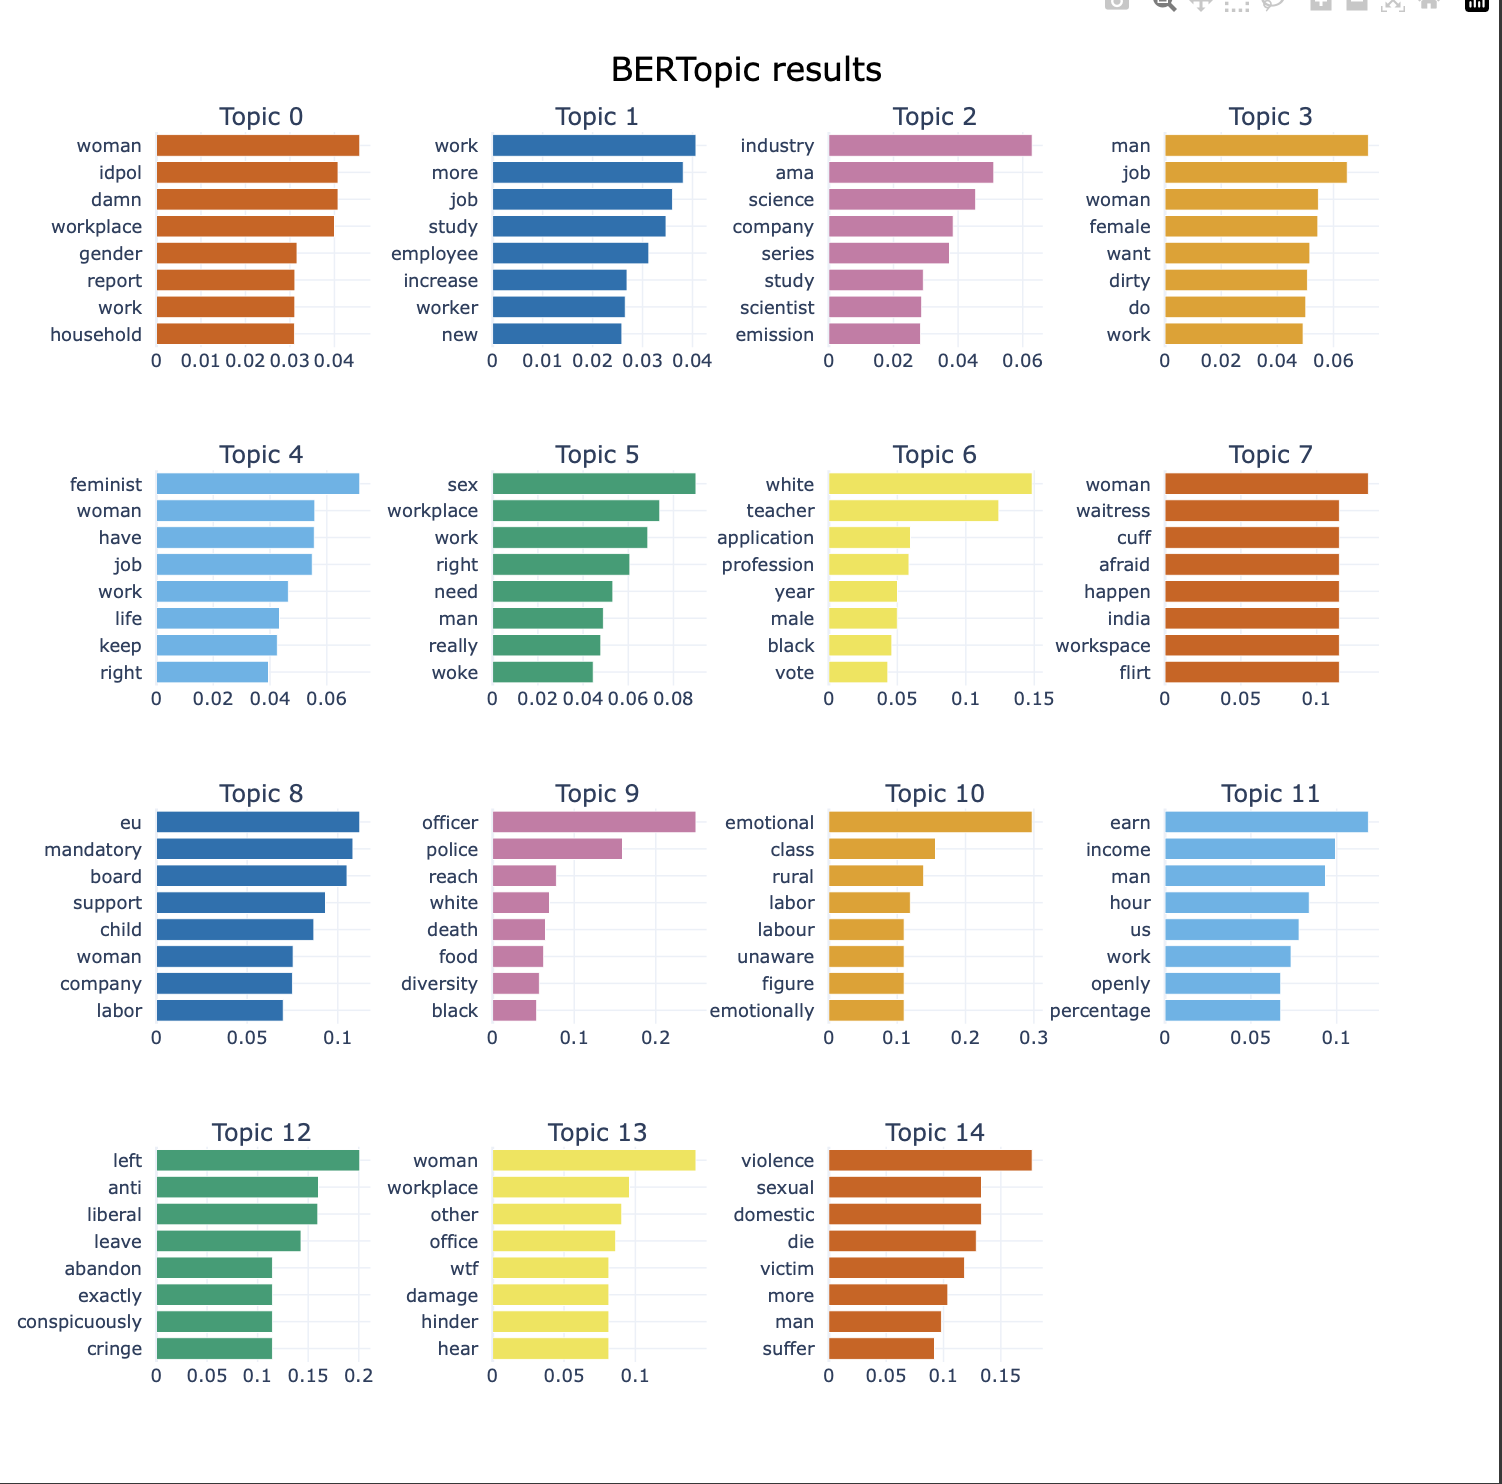 BERTopic results
Topic 0
woman
idpol
damn
workplace
gender
report
work
household
0 0.01 0.02 0.03 0.04
Topic 1
work
more
job
study
employee
increase
worker
new
0 0.01 0.02 0.03 0.04
Topic 2
industry
ama
science
company
series
study
scientist
emission
0 0.02 0.04 0.06
Topic 3
man
job
woman
female
want
dirty
do
work
0 0.02 0.04 0.06
Topic 4
feminist
woman
have
job
work
life
keep
right
0 0.02 0.04 0.06
Topic 5
sex
workplace
work
right
need
man
really
woke
0 0.02 0.04 0.06 0.08
Topic 6
white
teacher
application
profession
year
male
black
vote
0 0.05 0.1 0.15
Topic 7
woman
waitress
cuff
afraid
happen
india
workspace
flirt
0 0.05 0.1
Topic 8
eu
mandatory
board
support
child
woman
company
labor
0 0.05 0.1
Topic 9
officer
police
reach
white
death
food
diversity
black
0 0.1 0.2
Topic 10
emotional
class
rural
labor
labour
unaware
figure
emotionally
0 0.1 0.2 0.3
Topic 11
earn
income
man
hour
us
work
openly
percentage
0 0.05 0.1
Topic 12
left
anti
liberal
leave
abandon
exactly
conspicuously
cringe
0 0.05 0.1 0.15 0.2
Topic 13
woman
workplace
other
office
wtf
damage
hinder
hear
0 0.05 0.1
Topic 14
violence
sexual
domestic
die
victim
more
man
suffer
0 0.05 0.1 0.15